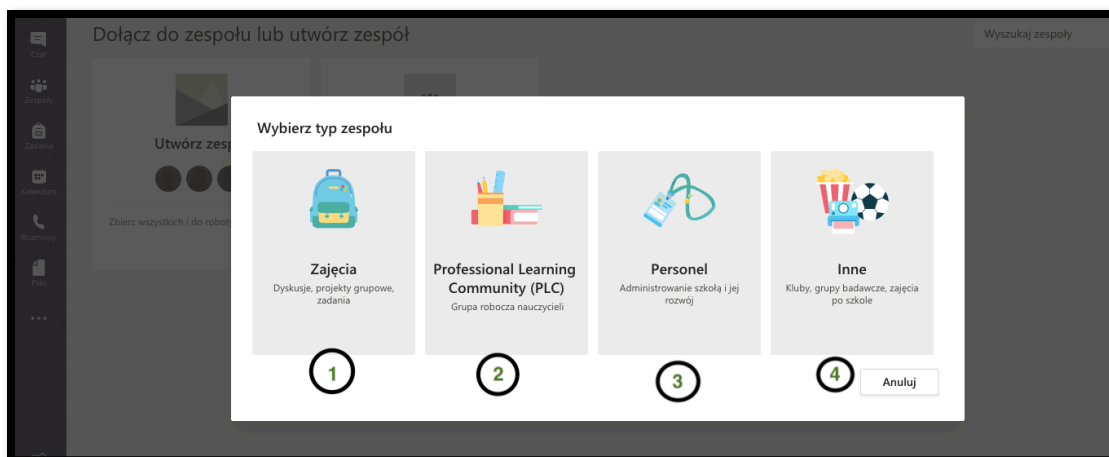 Dołącz do zespołu lub utwórz zespół
Wyszukaj zespoły
Czat
Zespoły
Zadania
Kalendarz
Rozmowy
Pliki
Utwórz zesp
Zbierz wszystkich i do robot
Wybierz typ zespołu
Zajęcia
Dyskusje, projekty grupowe,
zadania
Professional Learning
Community (PLC)
Grupa robocza nauczycieli
Personel
Administrowanie szkołą i jej
rozwój
Inne
Kluby, grupy badawcze, zajęcia
po szkole
1
2
3
4
Anuluj